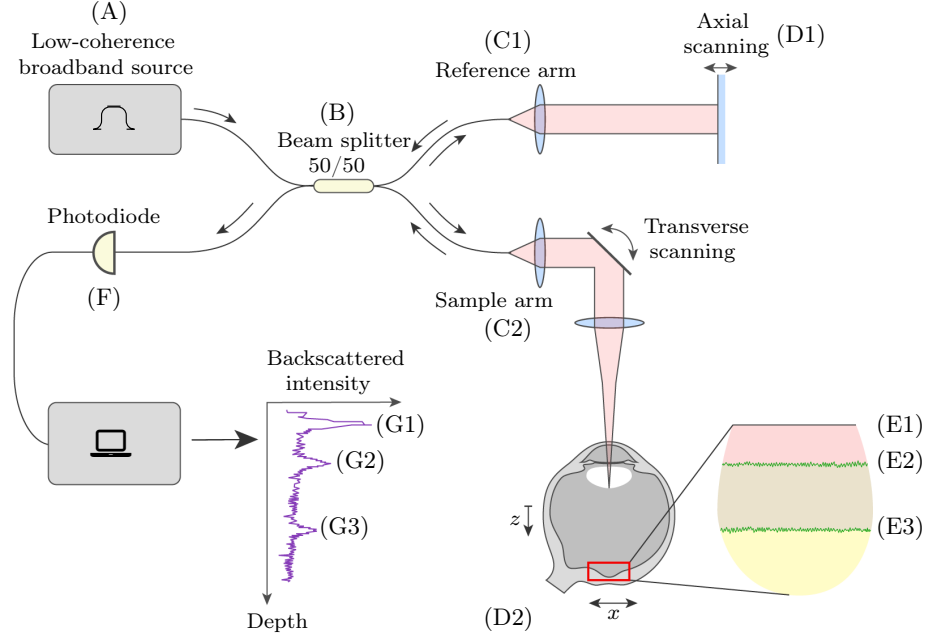 (A)
Low-coherence
broadband source
(B)
Beam splitter
50/50
(C1)
Reference arm
Axial
scanning
(D1)
Photodiode
(F)
Transverse
scanning
Sample arm
(C2)
Backscattered
intensity
(G1)
(G2)
(G3)
Depth
z
x
(D2)
(E1)
(E2)
(E3)